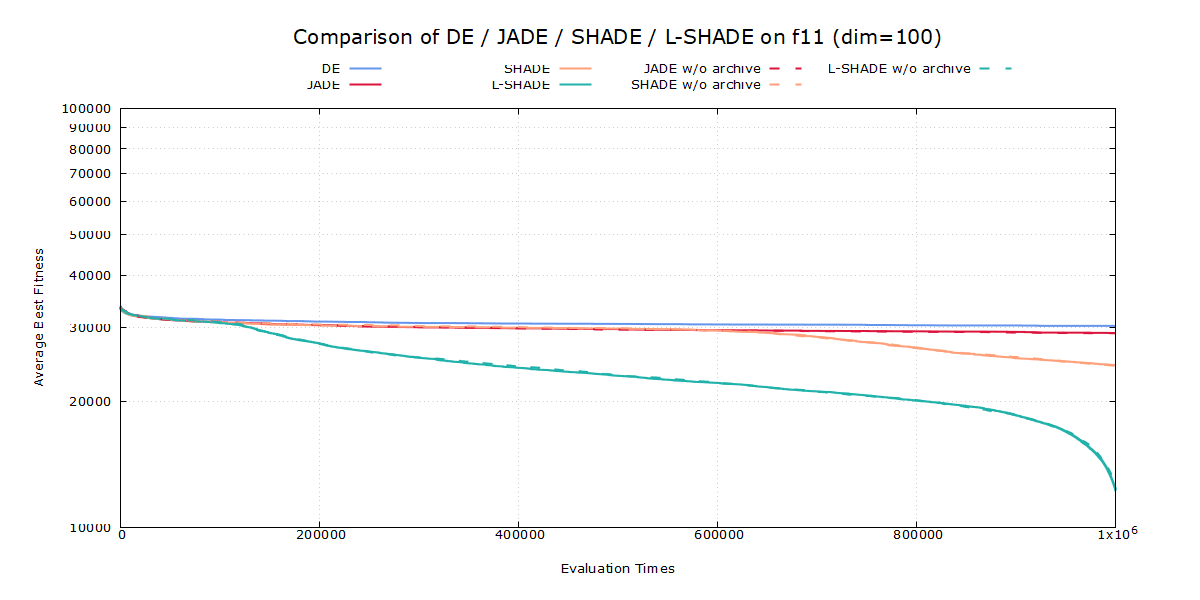 Comparison of DE / JADE / SHADE / L-SHADE on f11 (dim=100)
DE SHADE JADE w/o archive L-SHADE w/o archive
JADE L-SHADE SHADE w/o archive
100000
90000
80000
70000
60000
50000
40000
30000
20000
10000
Average Best Fitness
0 200000 400000 600000 800000 1x10^6
Evaluation Times